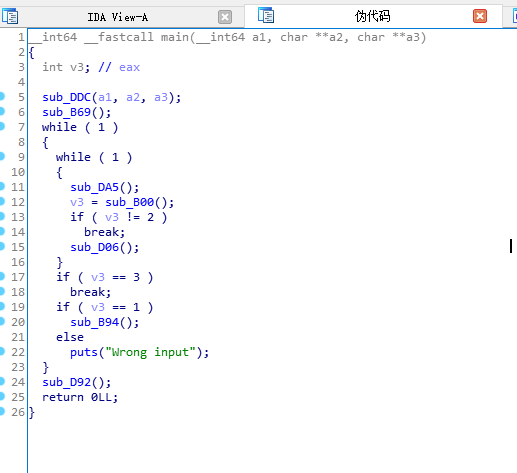 IDA View-A
伪代码
1 __int64 __fastcall main(__int64 a1, char **a2, char **a3)
2 {
3   int v3; // eax
4
5   sub_DDC(a1, a2, a3);
6   sub_B69();
7   while ( 1 )
8   {
9     while ( 1 )
10     {
11       sub_DA5();
12       v3 = sub_B00();
13       if ( v3 != 2 )
14         break;
15       sub_D06();
16     }
17     if ( v3 == 3 )
18       break;
19     if ( v3 == 1 )
20       sub_B94();
21     else
22       puts("Wrong input");
23   }
24   sub_D92();
25   return 0LL;
26 }